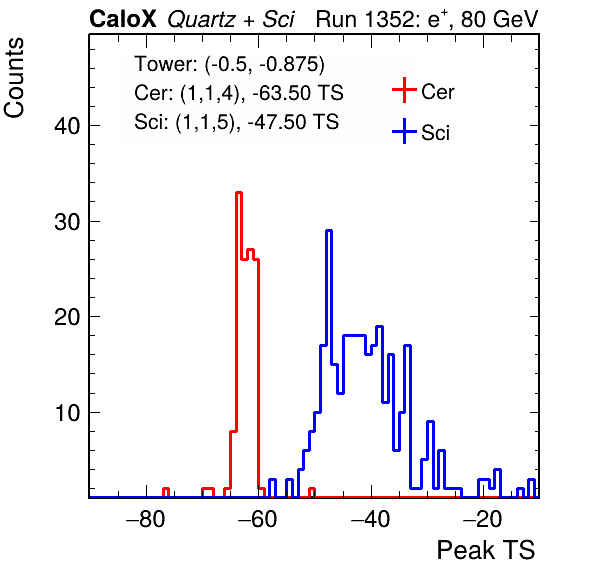 CaloX Quartz + Sci Run 1352: e⁺, 80 GeV
Counts
Tower: (-0.5, -0.875)
Cer: (1,1,4), -63.50 TS
Sci: (1,1,5), -47.50 TS
Cer
Sci
40
30
20
10
−80 −60 −40 −20
Peak TS